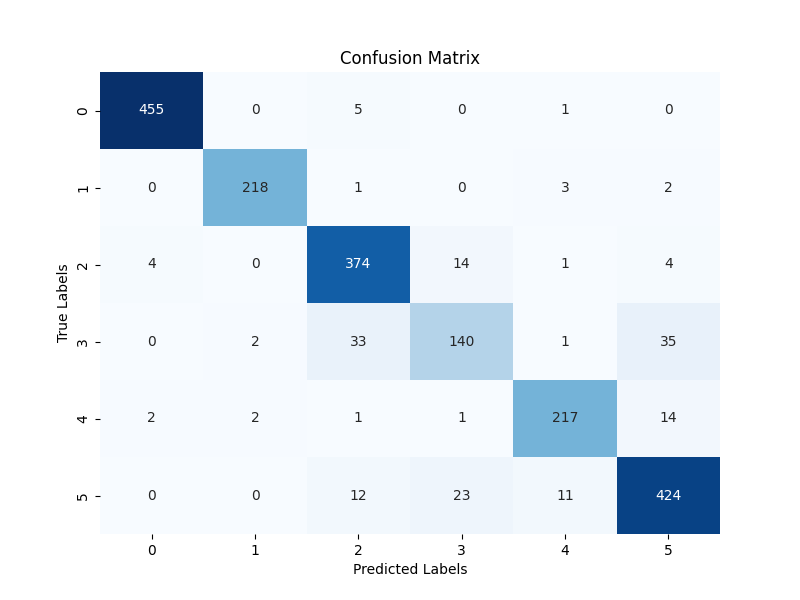 Confusion Matrix
True Labels
0 455 0 5 0 1 0
1 0 218 1 0 3 2
2 4 0 374 14 1 4
3 0 2 33 140 1 35
4 2 2 1 1 217 14
5 0 0 12 23 11 424
0 1 2 3 4 5
Predicted Labels